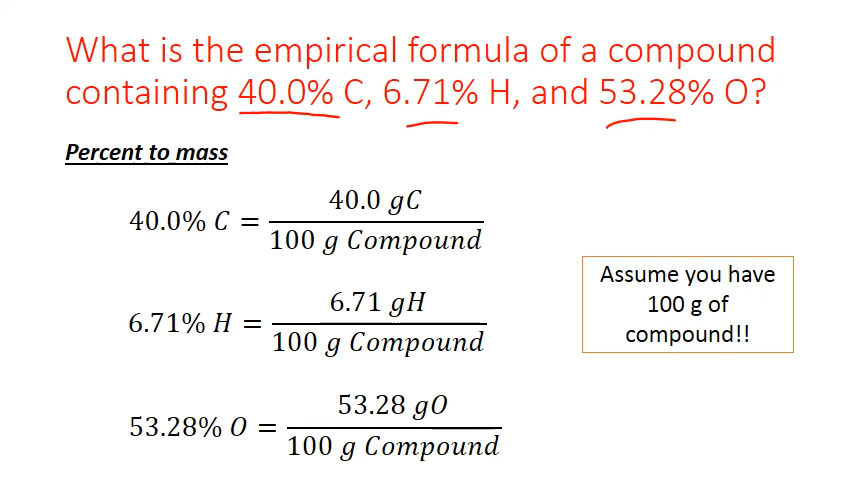 What is the empirical formula of a compound
containing 40.0% C, 6.71% H, and 53.28% O?
Percent to mass
40.0% C = 40.0 gC / 100 g Compound
6.71% H = 6.71 gH / 100 g Compound
53.28% O = 53.28 gO / 100 g Compound
Assume you have
100 g of
compound!!